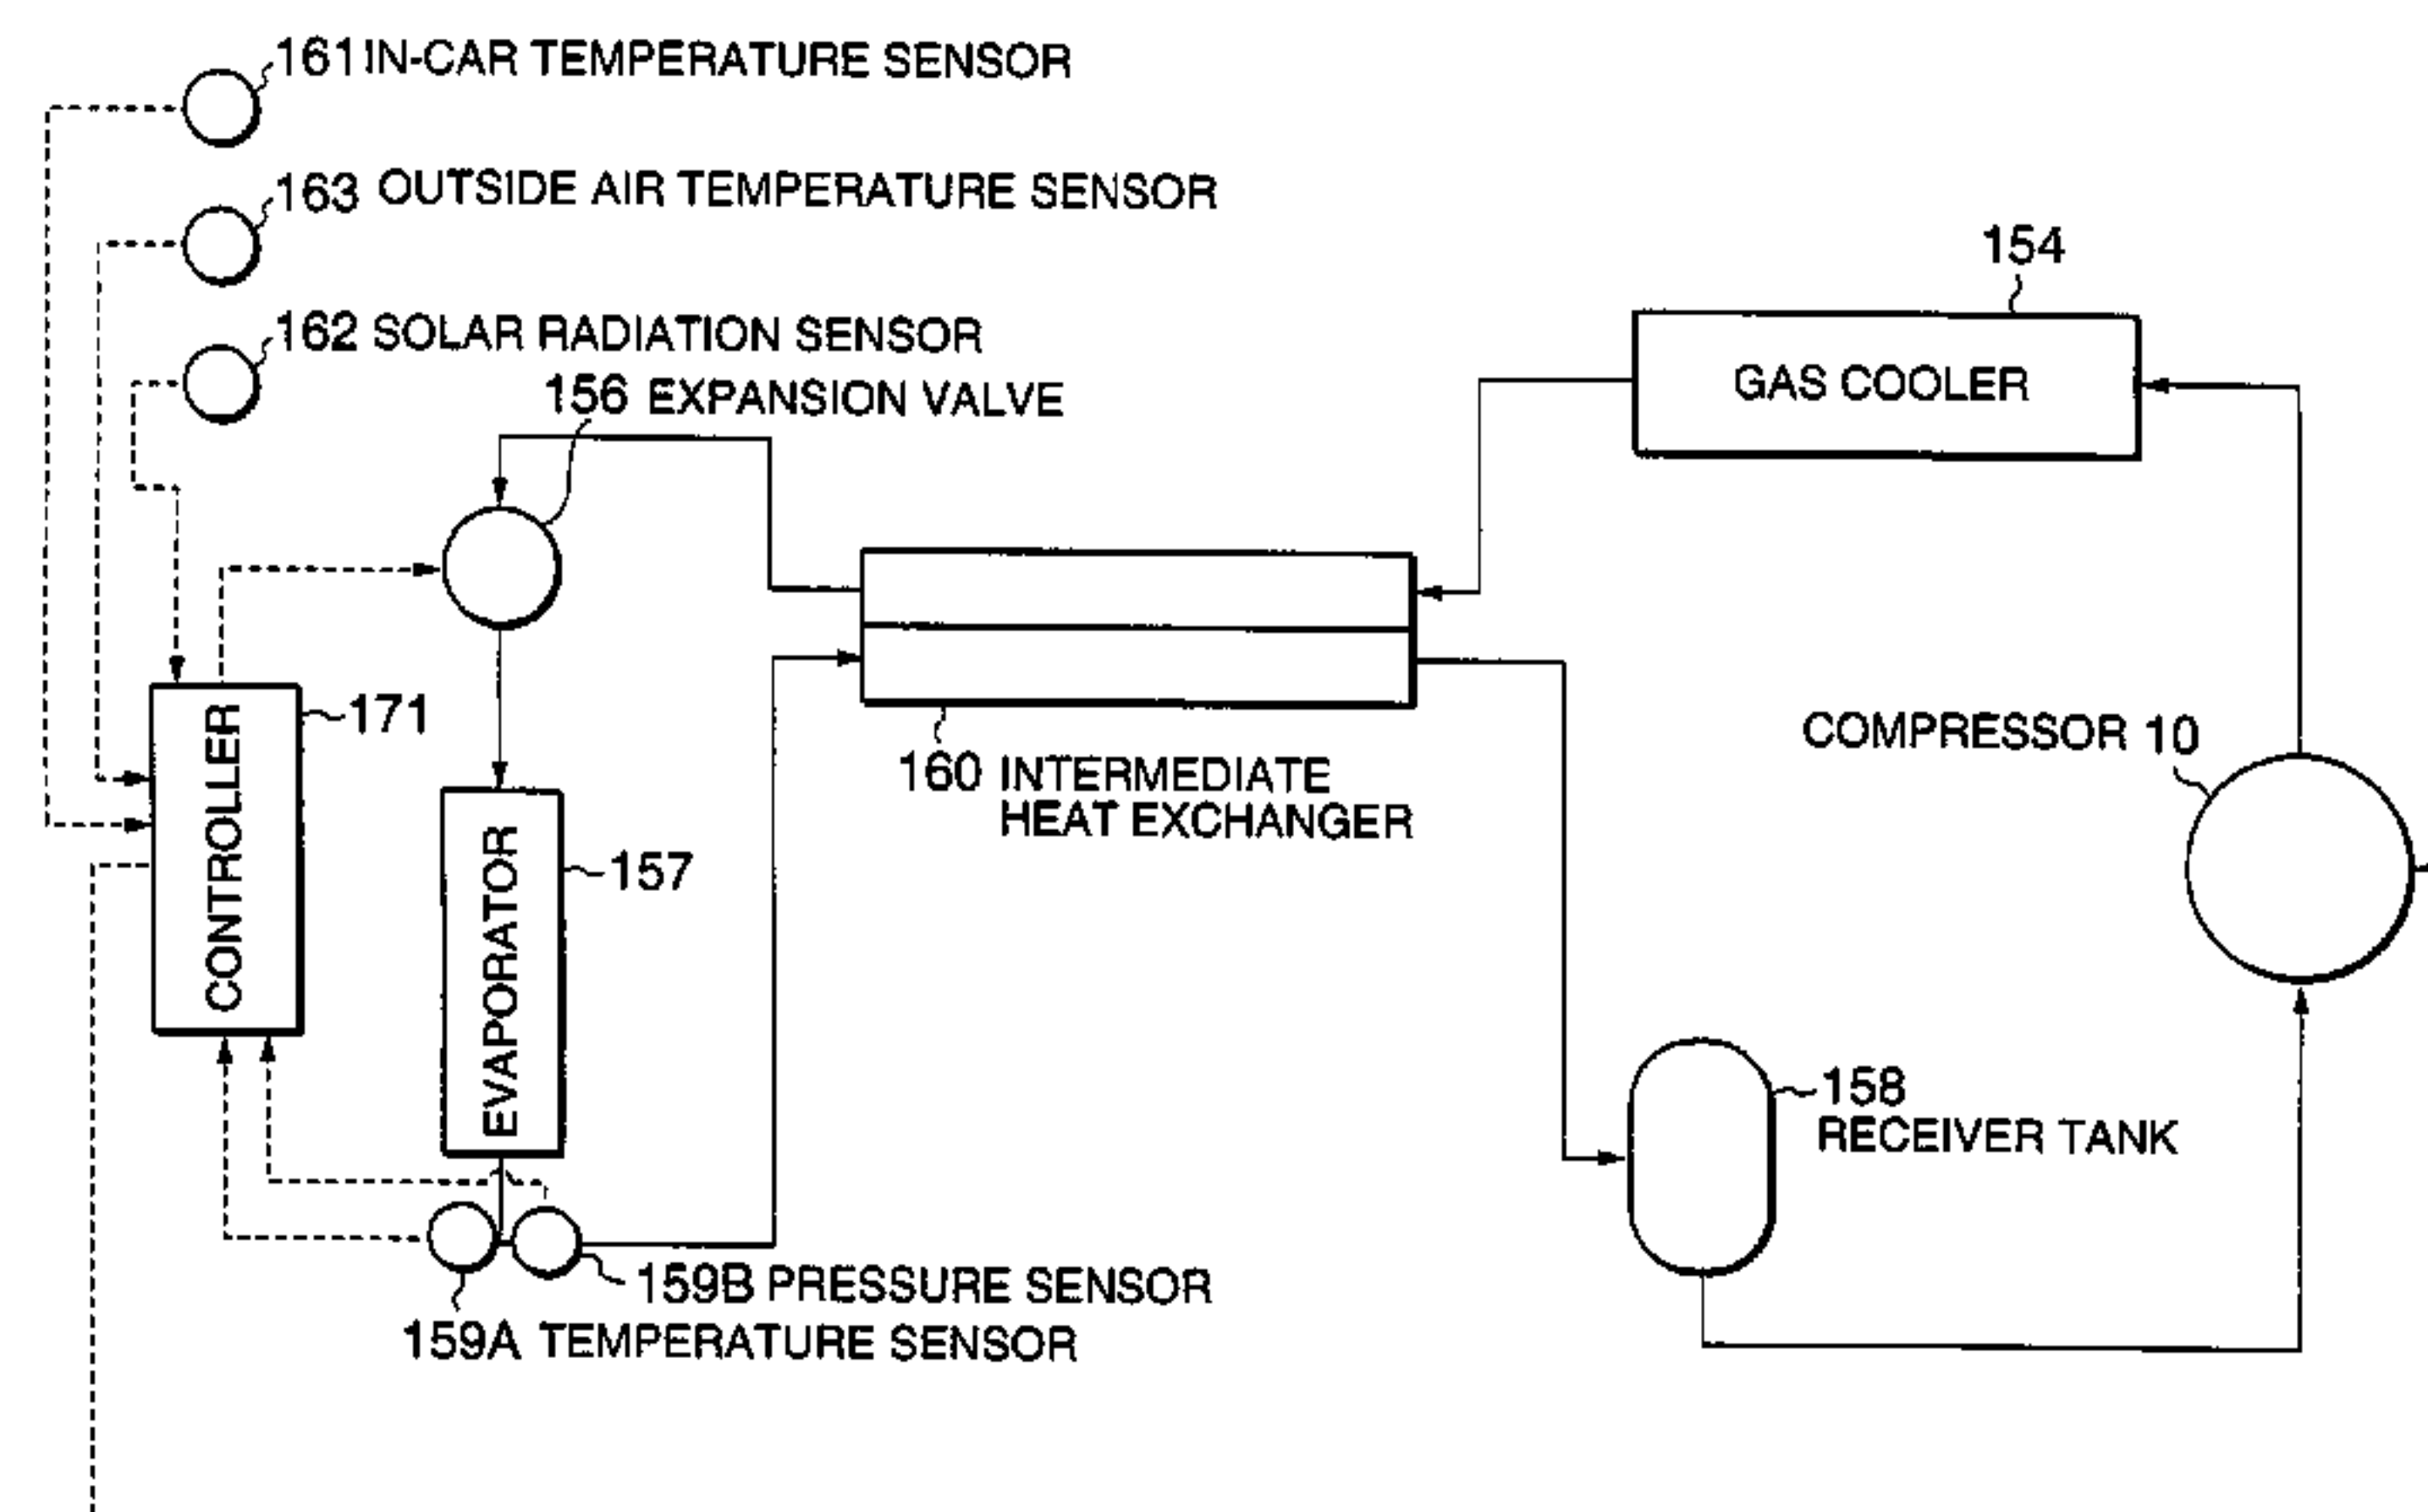 161 IN-CAR TEMPERATURE SENSOR
163 OUTSIDE AIR TEMPERATURE SENSOR
162 SOLAR RADIATION SENSOR
156 EXPANSION VALVE
154
GAS COOLER
171
CONTROLLER
160 INTERMEDIATE
HEAT EXCHANGER
COMPRESSOR 10
157
EVAPORATOR
158
RECEIVER TANK
159B PRESSURE SENSOR
159A TEMPERATURE SENSOR